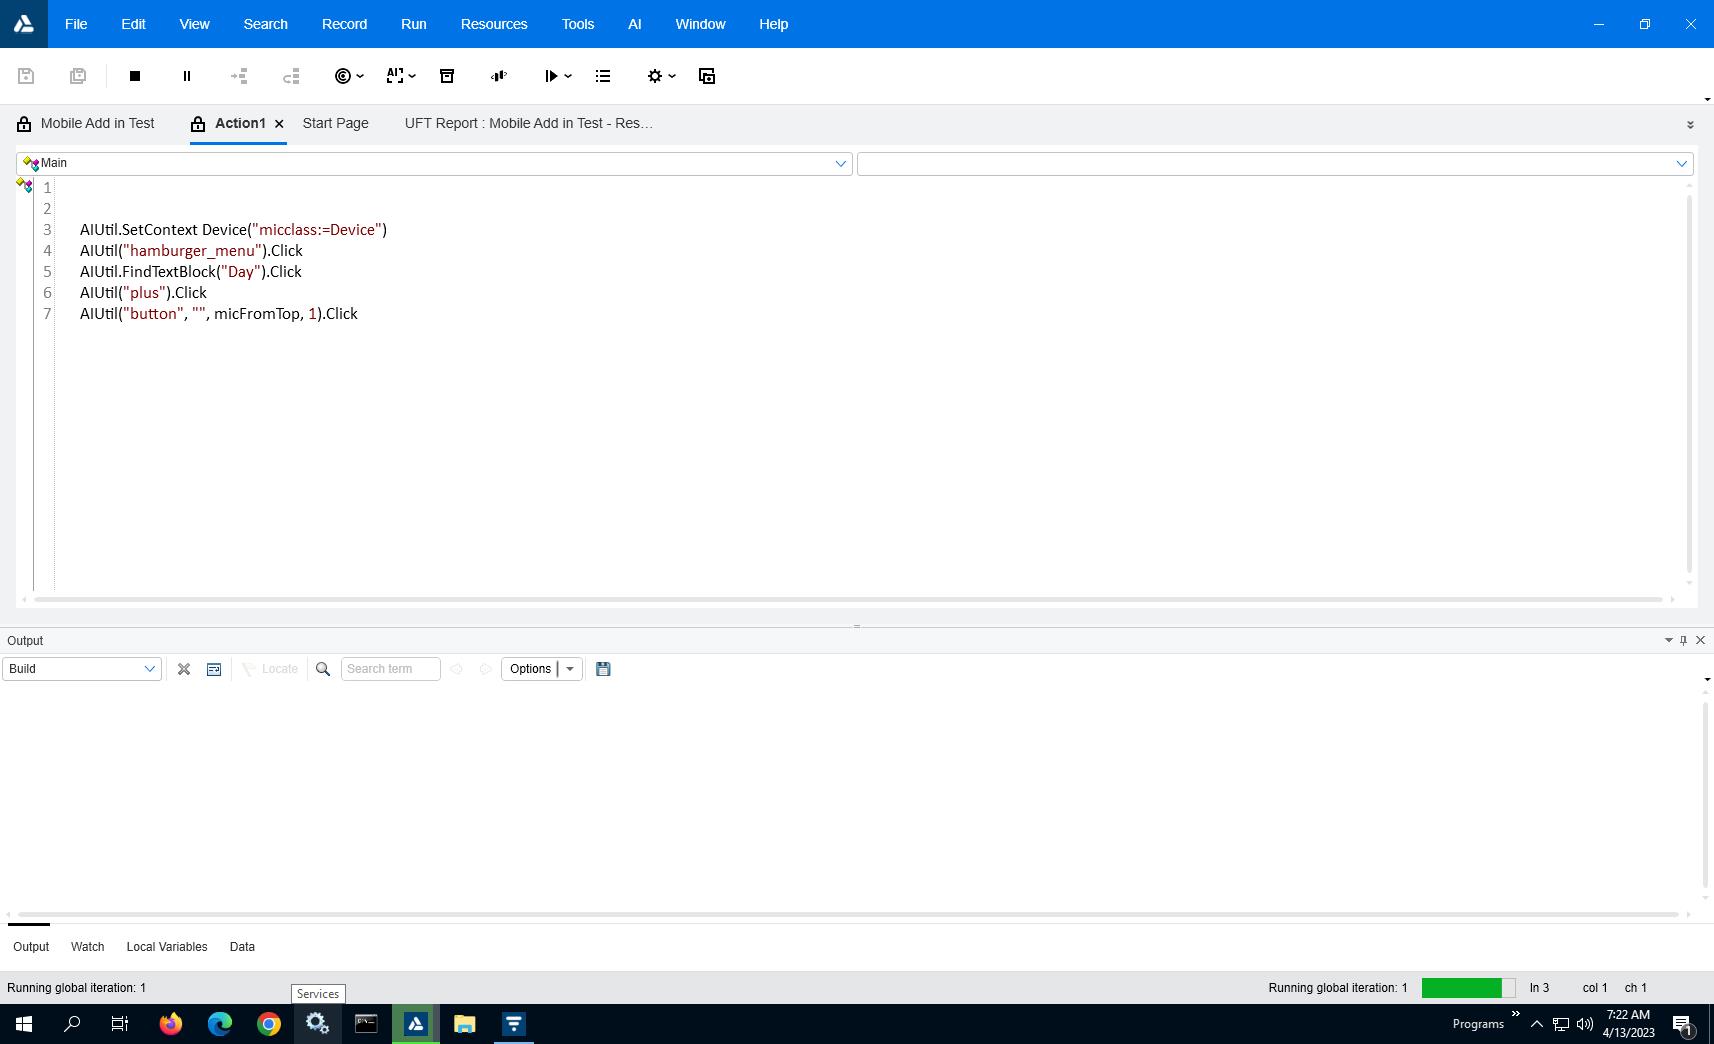 File Edit View Search Record Run Resources Tools AI Window Help
AI
Mobile Add in Test Action1 Start Page UFT Report : Mobile Add in Test - Res...
Main
1
2
3 AIUtil.SetContext Device("micclass:=Device")
4 AIUtil("hamburger_menu").Click
5 AIUtil.FindTextBlock("Day").Click
6 AIUtil("plus").Click
7 AIUtil("button", "", micFromTop, 1).Click
Output
Build Locate Search term Options
Output Watch Local Variables Data
Running global iteration: 1 Running global iteration: 1 ln 3 col 1 ch 1
Services
Programs 7:22 AM
4/13/2023
1